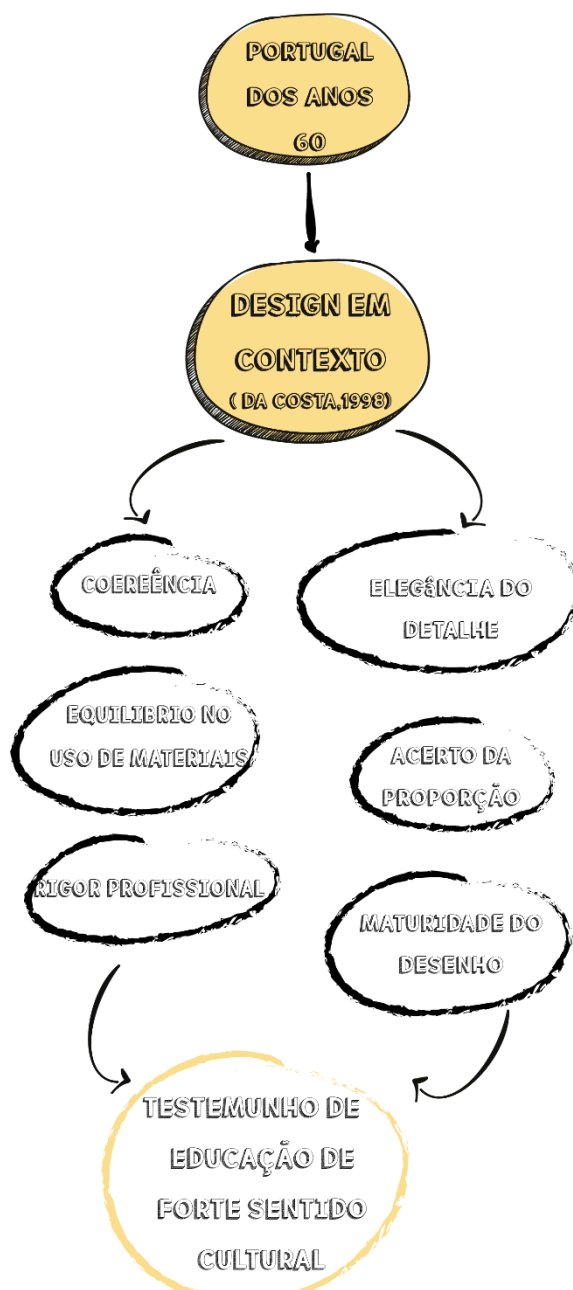 PORTUGAL
DOS ANOS
60
DESIGN EM
CONTEXTO
( DA COSTA,1998)
COEREÊNCIA
EQUILIBRIO NO
USO DE MATERIAIS
RIGOR PROFISSIONAL
ELEGâNCIA DO
DETALHE
ACERTO DA
PROPORÇÃO
MATURIDADE DO
DESENHO
TESTEMUNHO DE
EDUCAÇÃO DE
FORTE SENTIDO
CULTURAL